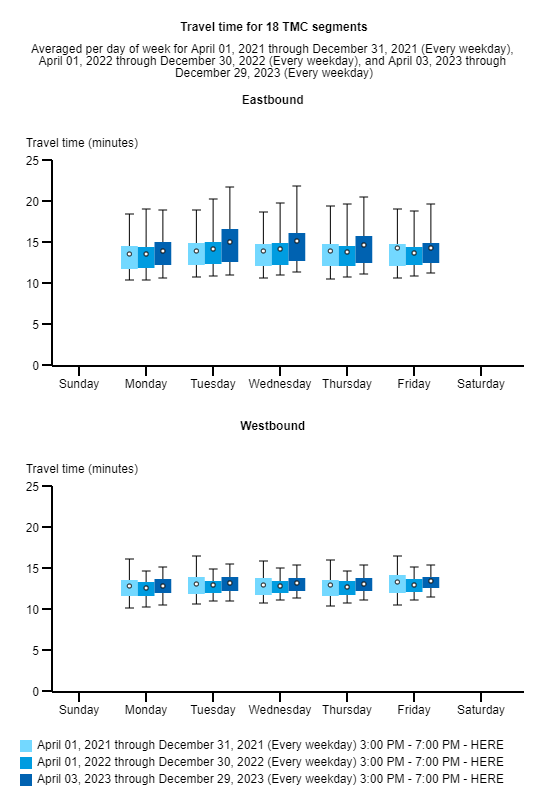 Travel time for 18 TMC segments
Averaged per day of week for April 01, 2021 through December 31, 2021 (Every weekday),
April 01, 2022 through December 30, 2022 (Every weekday), and April 03, 2023 through
December 29, 2023 (Every weekday)
Eastbound
Travel time (minutes)
25
20
15
10
5
0
Sunday Monday Tuesday Wednesday Thursday Friday Saturday
Westbound
Travel time (minutes)
25
20
15
10
5
0
Sunday Monday Tuesday Wednesday Thursday Friday Saturday
April 01, 2021 through December 31, 2021 (Every weekday) 3:00 PM - 7:00 PM - HERE
April 01, 2022 through December 30, 2022 (Every weekday) 3:00 PM - 7:00 PM - HERE
April 03, 2023 through December 29, 2023 (Every weekday) 3:00 PM - 7:00 PM - HERE